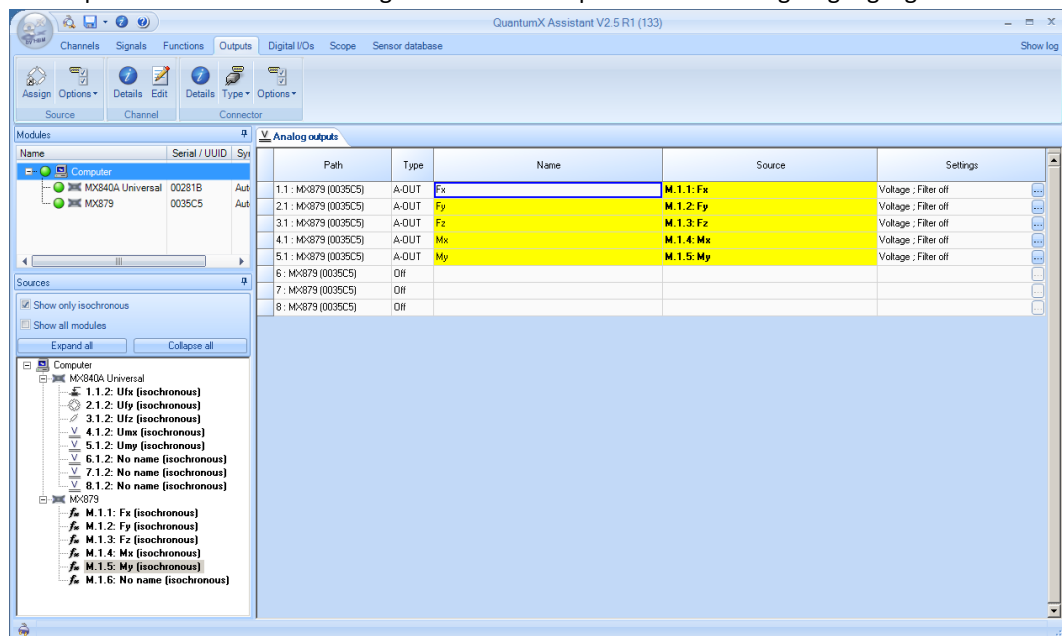 QuantumX Assistant V2.5 R1 (133)
Channels Signals Functions Outputs Digital I/Os Scope Sensor database Show log
Assign Options Details Edit Details Type Options
Source Channel Connector
Modules
Name Serial / UUID Syn
Computer
MX840A Universal 00281B Aut
MX879 0035C5 Aut
Sources
Show only isochronous
Show all modules
Expand all Collapse all
Computer
MX840A Universal
1.1.2: Ufx (isochronous)
2.1.2: Ufy (isochronous)
3.1.2: Ufz (isochronous)
4.1.2: Umx (isochronous)
5.1.2: Umy (isochronous)
6.1.2: No name (isochronous)
7.1.2: No name (isochronous)
8.1.2: No name (isochronous)
MX879
M.1.1: Fx (isochronous)
M.1.2: Fy (isochronous)
M.1.3: Fz (isochronous)
M.1.4: Mx (isochronous)
M.1.5: My (isochronous)
M.1.6: No name (isochronous)
Analog outputs
Path Type Name Source Settings
1.1 : MX879 (0035C5) A-OUT Fx M.1.1: Fx Voltage ; Filter off ...
2.1 : MX879 (0035C5) A-OUT Fy M.1.2: Fy Voltage ; Filter off ...
3.1 : MX879 (0035C5) A-OUT Fz M.1.3: Fz Voltage ; Filter off ...
4.1 : MX879 (0035C5) A-OUT Mx M.1.4: Mx Voltage ; Filter off ...
5.1 : MX879 (0035C5) A-OUT My M.1.5: My Voltage ; Filter off ...
6 : MX879 (0035C5) Off
7 : MX879 (0035C5) Off
8 : MX879 (0035C5) Off